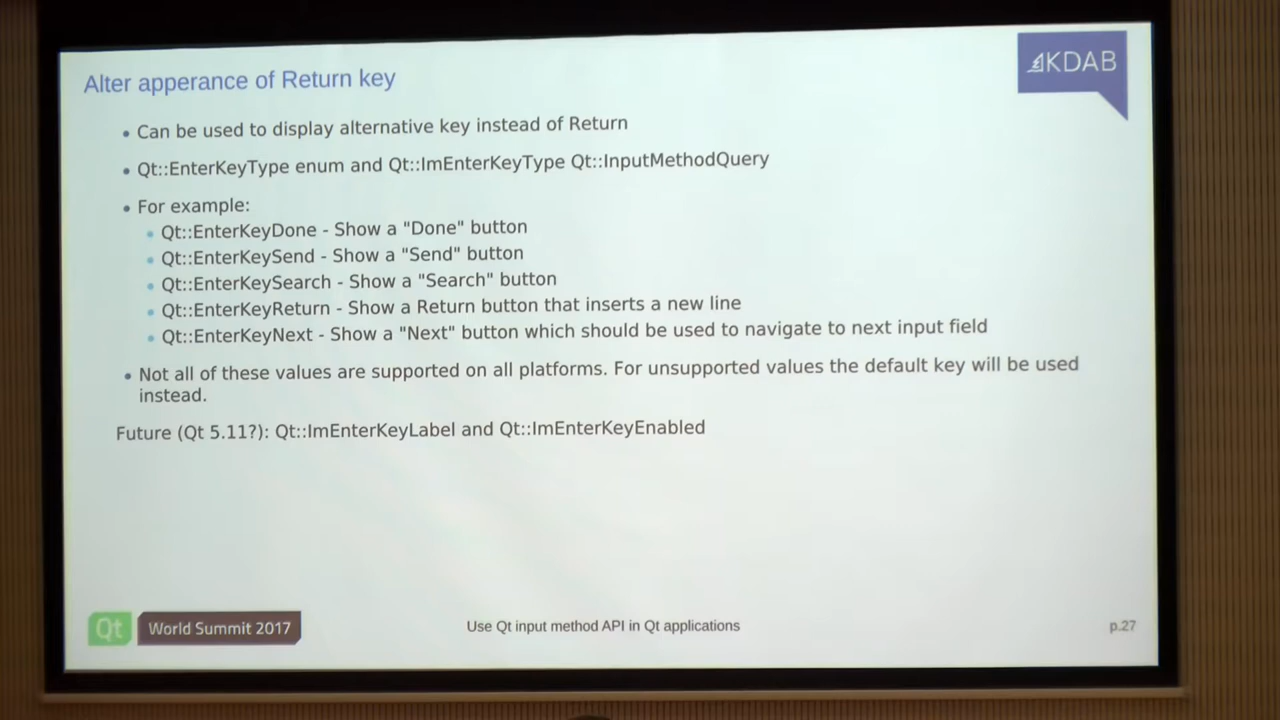 Alter apperance of Return key
KDAB
Can be used to display alternative key instead of Return
Qt::EnterKeyType enum and Qt::ImEnterKeyType Qt::InputMethodQuery
For example:
Qt::EnterKeyDone - Show a "Done" button
Qt::EnterKeySend - Show a "Send" button
Qt::EnterKeySearch - Show a "Search" button
Qt::EnterKeyReturn - Show a Return button that inserts a new line
Qt::EnterKeyNext - Show a "Next" button which should be used to navigate to next input field
Not all of these values are supported on all platforms. For unsupported values the default key will be used
instead.
Future (Qt 5.11?): Qt::ImEnterKeyLabel and Qt::ImEnterKeyEnabled
Qt World Summit 2017
Use Qt input method API in Qt applications
p.27